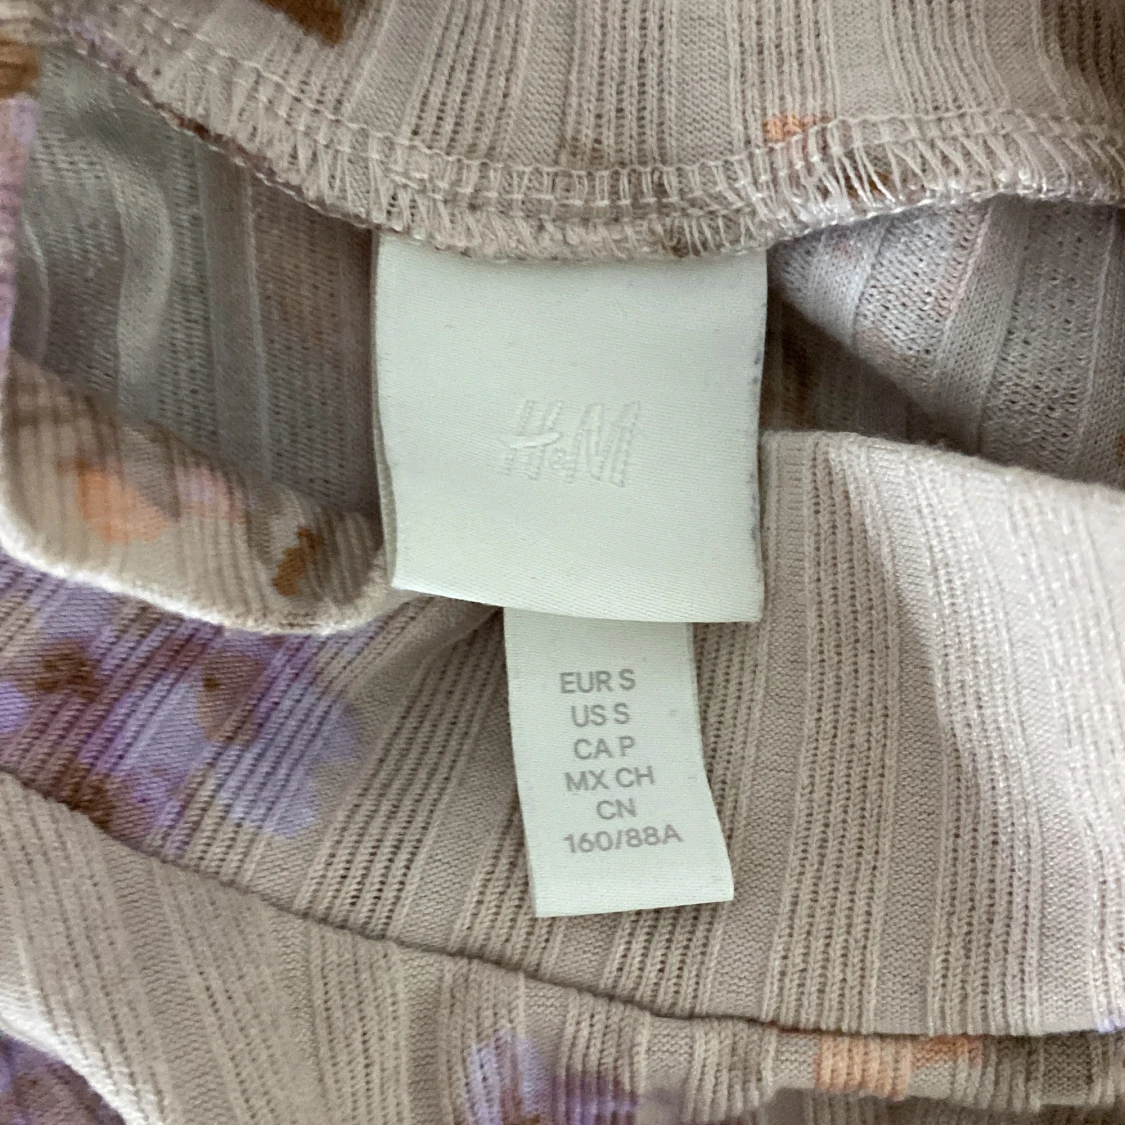 H&M
EUR S
US S
CA P
MX CH
CN
160/88A